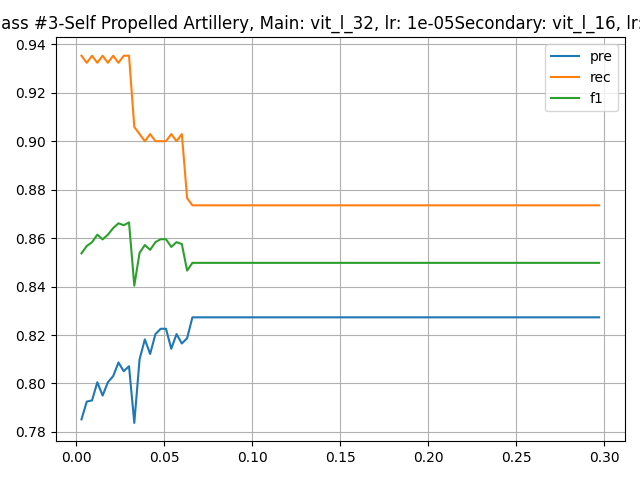 ass #3-Self Propelled Artillery, Main: vit_l_32, lr: 1e-05Secondary: vit_l_16, lr:
0.94
0.92
0.90
0.88
0.86
0.84
0.82
0.80
0.78
pre
rec
f1
0.00 0.05 0.10 0.15 0.20 0.25 0.30